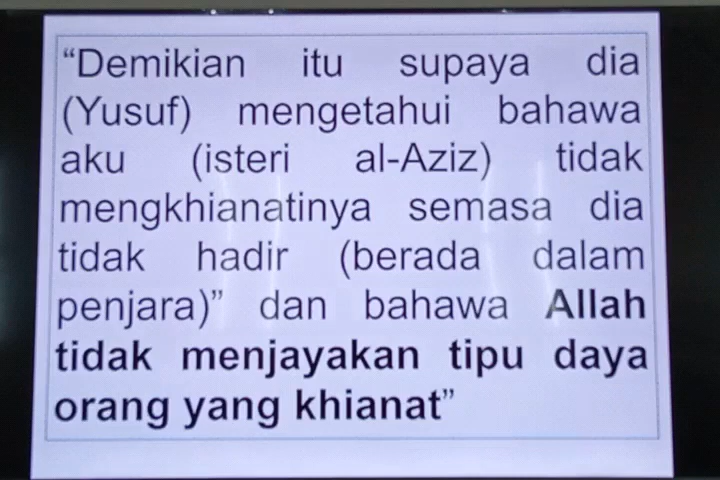 “Demikian itu supaya dia
(Yusuf) mengetahui bahawa
aku (isteri al-Aziz) tidak
mengkhianatinya semasa dia
tidak hadir (berada dalam
penjara)” dan bahawa Allah
tidak menjayakan tipu daya
orang yang khianat”